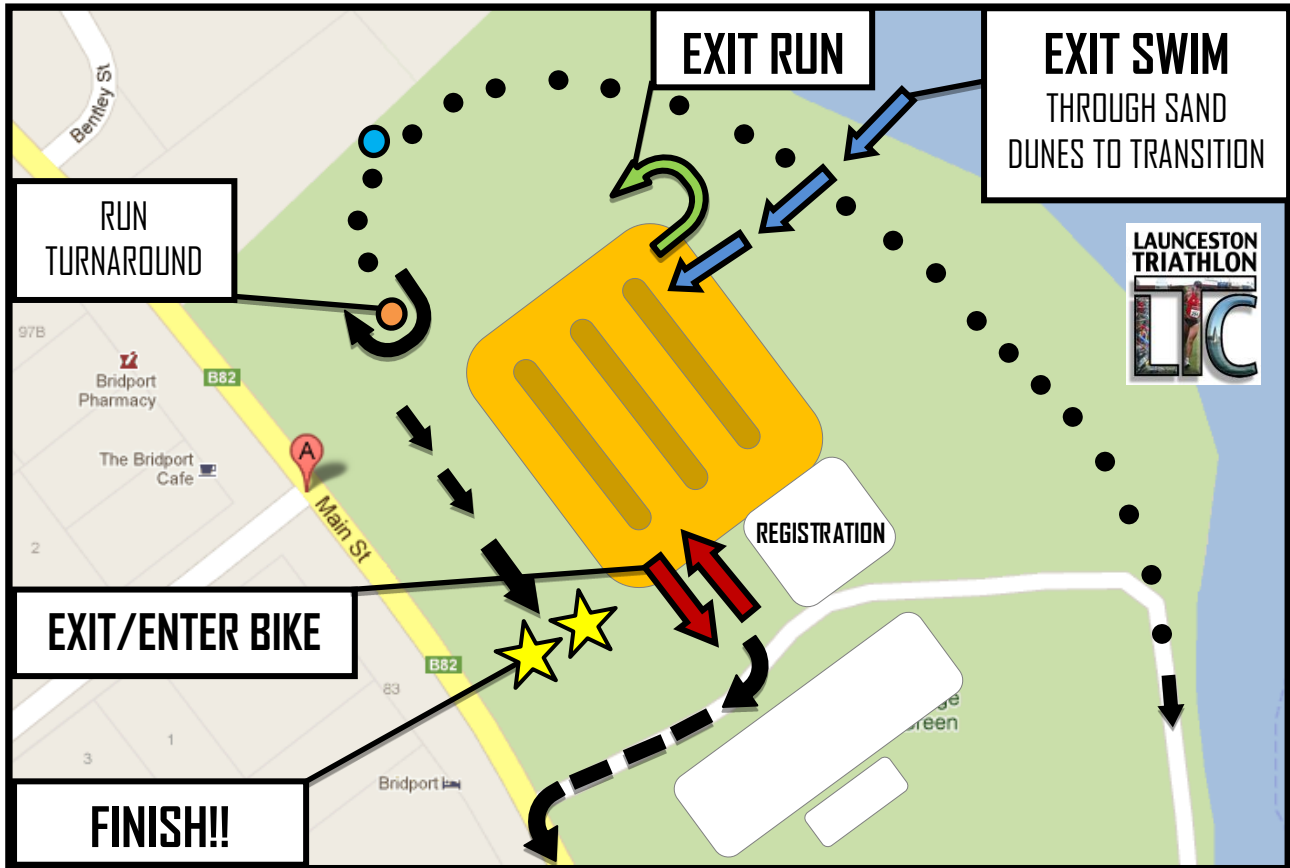 EXIT RUN
EXIT SWIM
THROUGH SAND
DUNES TO TRANSITION
Bentley St
RUN
TURNAROUND
LAUNCESTON
TRIATHLON
LTC
97B
Bridport
Pharmacy
B82
A
The Bridport
Cafe
Main St
2
REGISTRATION
EXIT/ENTER BIKE
B82
83
1
3
Green
Bridport
FINISH!!